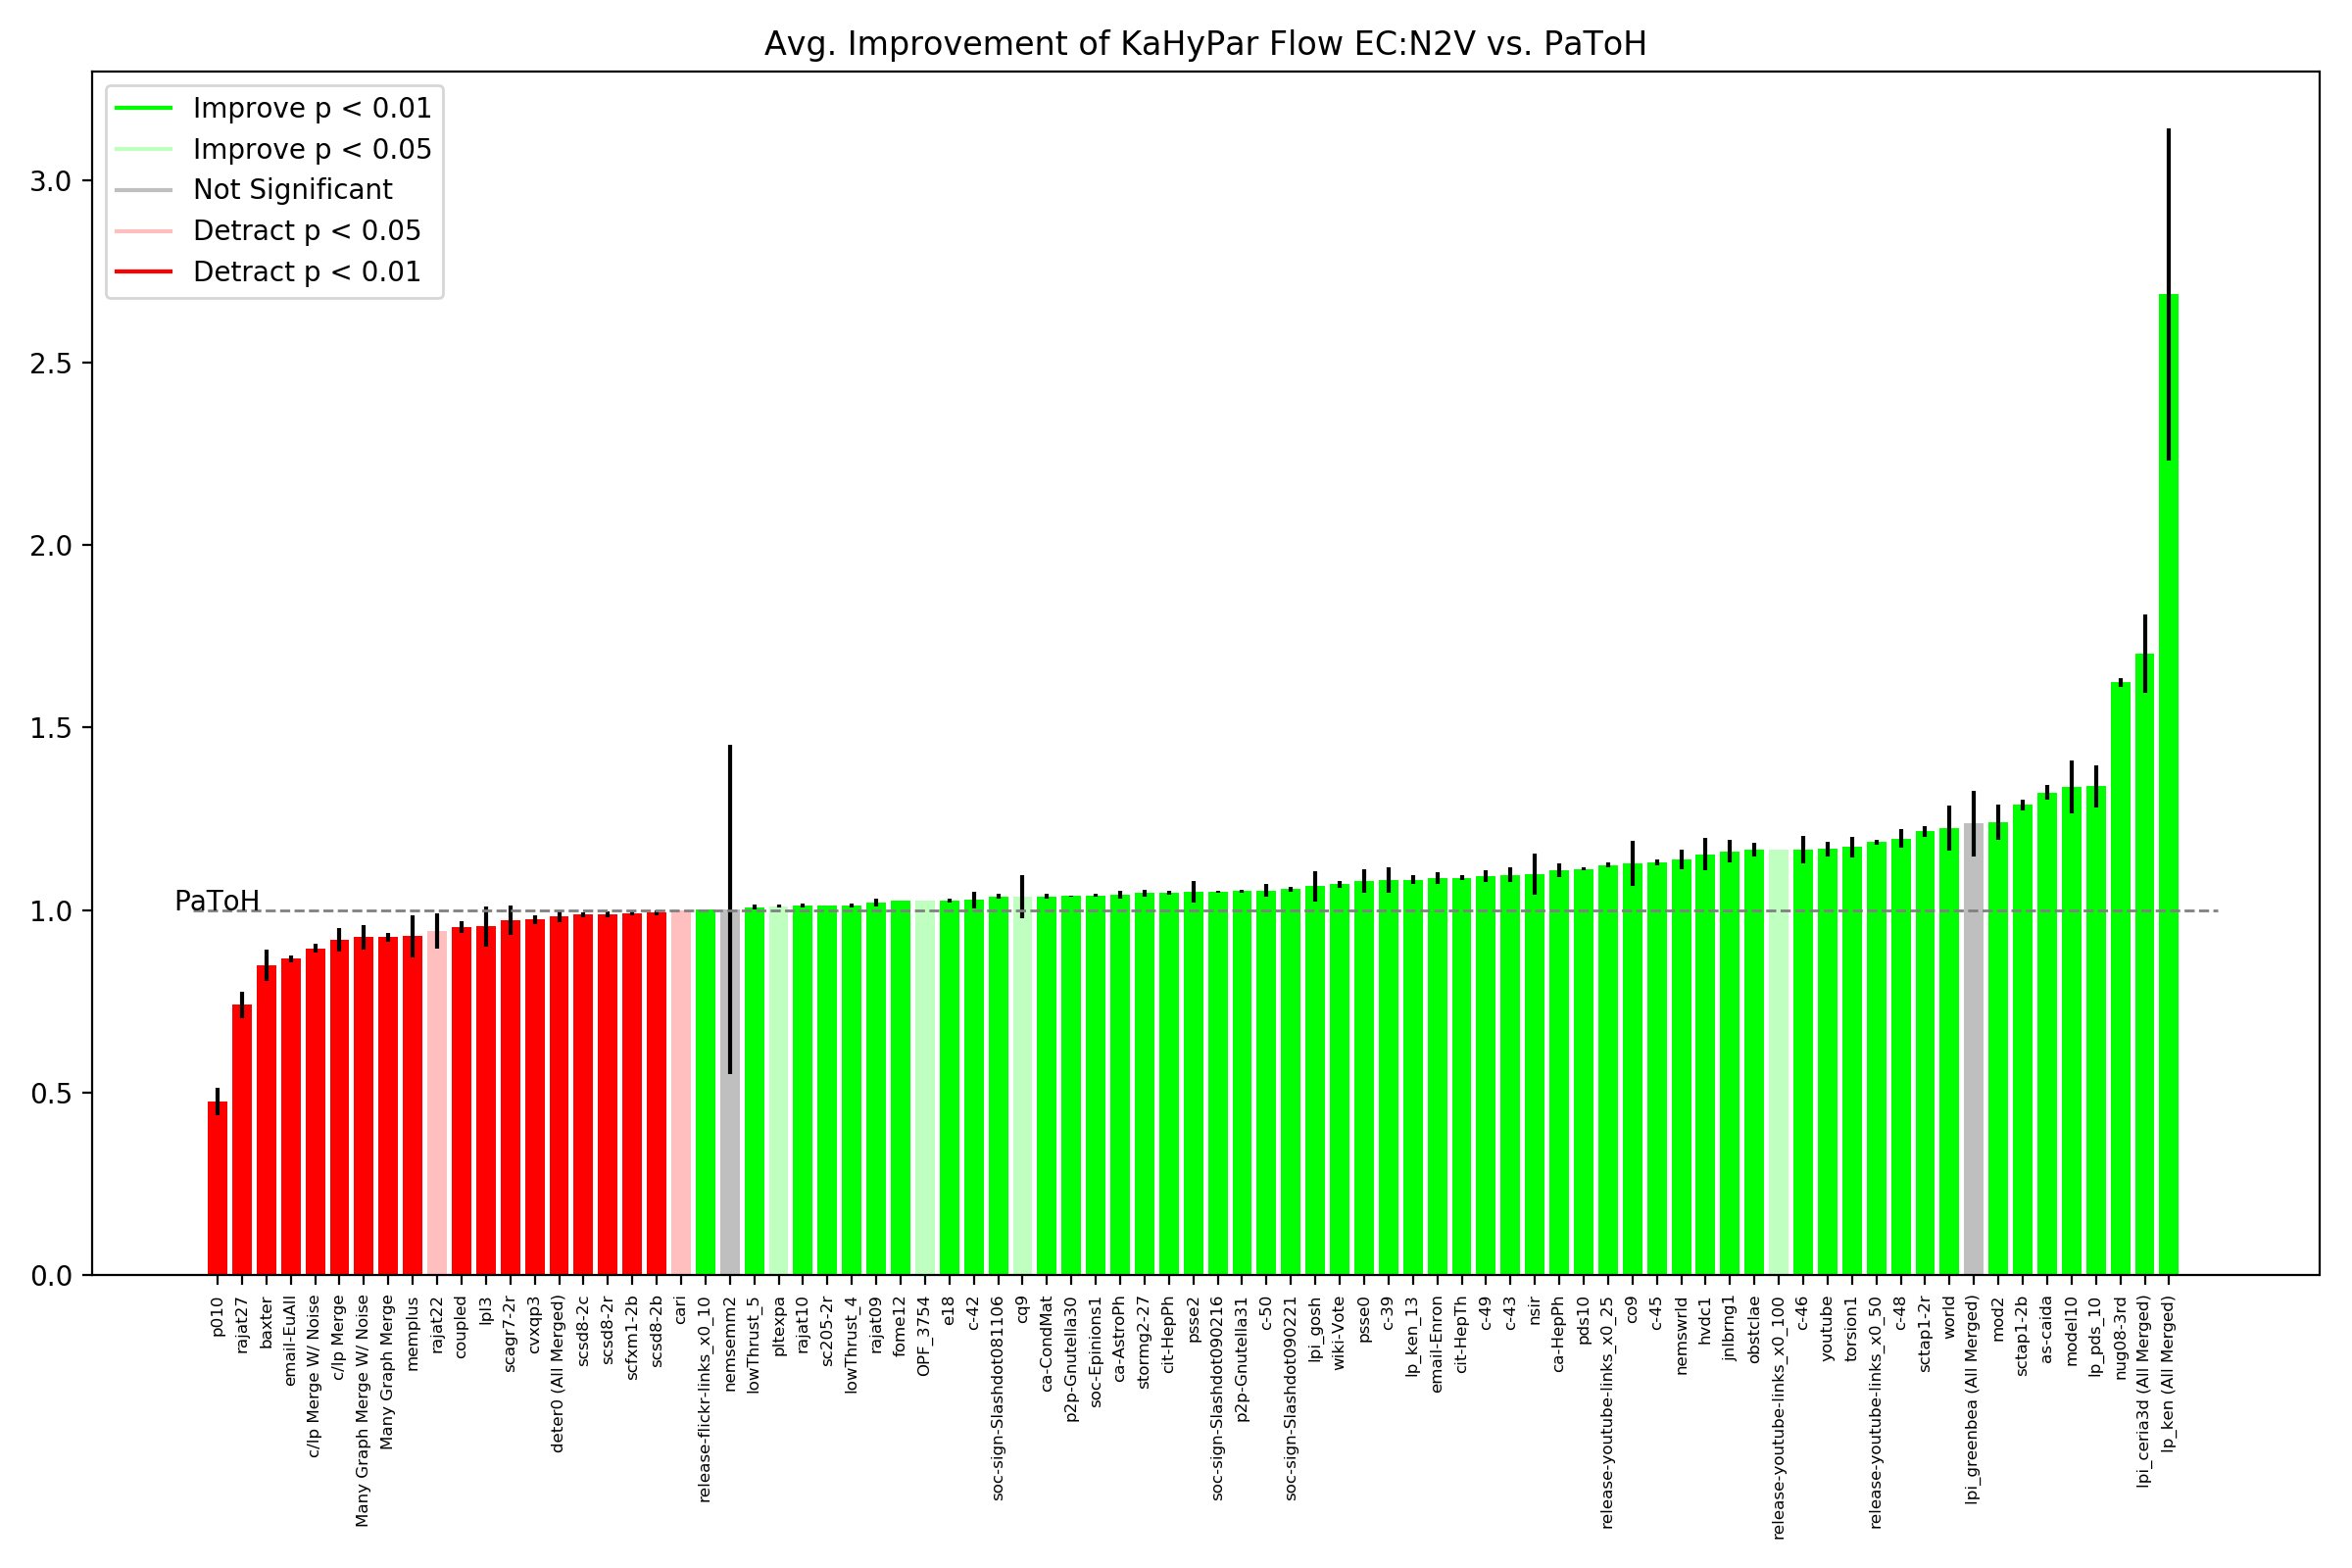 Avg. Improvement of KaHyPar Flow EC:N2V vs. PaToH
Improve p < 0.01
Improve p < 0.05
Not Significant
Detract p < 0.05
Detract p < 0.01
3.0
2.5
2.0
1.5
1.0
0.5
0.0
PaToH
p010
rajat27
baxter
email-EuAll
c/lp Merge W/ Noise
c/lp Merge
Many Graph Merge W/ Noise
Many Graph Merge
memplus
rajat22
coupled
lpl3
scagr7-2r
cvxqp3
deter0 (All Merged)
scsd8-2c
scsd8-2r
scfxm1-2b
scsd8-2b
cari
release-flickr-links_x0_10
nemsemm2
lowThrust_5
pltexpa
rajat10
sc205-2r
lowThrust_4
rajat09
fome12
OPF_3754
e18
c-42
soc-sign-Slashdot081106
cq9
ca-CondMat
p2p-Gnutella30
soc-Epinions1
ca-AstroPh
stormg2-27
cit-HepPh
psse2
soc-sign-Slashdot090216
p2p-Gnutella31
c-50
soc-sign-Slashdot090221
lpi_gosh
wiki-Vote
psse0
c-39
lp_ken_13
email-Enron
cit-HepTh
c-49
c-43
nsir
ca-HepPh
pds10
release-youtube-links_x0_25
co9
c-45
nemswrld
hvdc1
jnlbrng1
obstclae
release-youtube-links_x0_100
c-46
youtube
torsion1
release-youtube-links_x0_50
c-48
sctap1-2r
world
lpi_greenbea (All Merged)
mod2
sctap1-2b
as-caida
model10
lp_pds_10
nug08-3rd
lpi_ceria3d (All Merged)
lp_ken (All Merged)